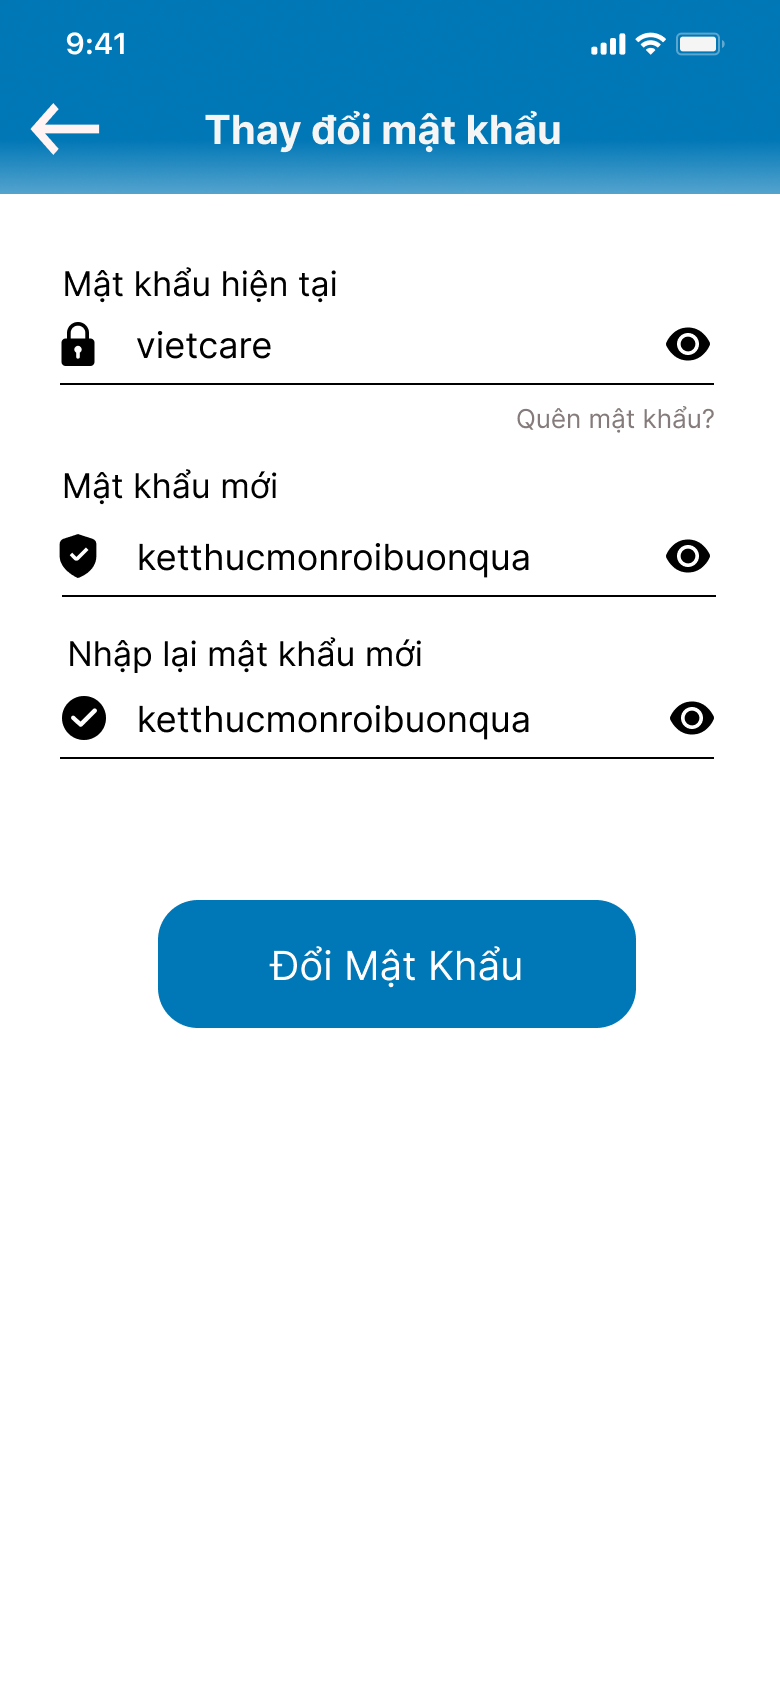 9:41
Thay đổi mật khẩu
Mật khẩu hiện tại
vietcare
Quên mật khẩu?
Mật khẩu mới
ketthucmonroibuonqua
Nhập lại mật khẩu mới
ketthucmonroibuonqua
Đổi Mật Khẩu